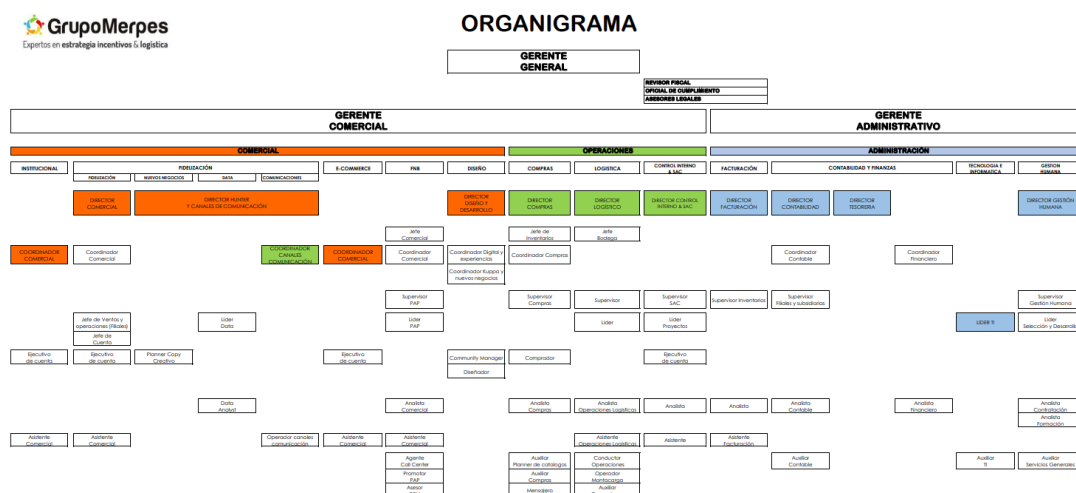 GrupoMerpes
Expertos en estrategia incentivos & logística
ORGANIGRAMA
GERENTE
GENERAL
REVISOR FISCAL
OFICIAL DE CUMPLIMIENTO
ASESORES LEGALES
GERENTE
COMERCIAL
GERENTE
ADMINISTRATIVO
COMERCIAL
OPERACIONES
ADMINISTRACIÓN
INSTITUCIONAL
FIDELIZACIÓN
E-COMMERCE
FNB
DISEÑO
COMPRAS
LOGISTICA
CONTROL INTERNO
& SAC
FACTURACIÓN
CONTABILIDAD Y FINANZAS
TECNOLOGIA E
INFORMATICA
GESTION
HUMANA
FIDELIZACIÓN
NUEVOS NEGOCIOS
DATA
COMUNICACIONES
DIRECTOR
COMERCIAL
DIRECTOR HUNTER
Y CANALES DE COMUNICACIÓN
DIRECTOR
DISEÑO Y
DESARROLLO
DIRECTOR
COMPRAS
DIRECTOR
LOGÍSTICO
DIRECTOR CONTROL
INTERNO & SAC
DIRECTOR
FACTURACIÓN
DIRECTOR
CONTABILIDAD
DIRECTOR
TESORERIA
DIRECTOR GESTIÓN
HUMANA
Jefe
Comercial
Jefe de
Inventarios
Jefe
Bodega
COORDINADOR
COMERCIAL
Coordinador
Comercial
COORDINADOR
CANALES
COMUNICACIÓN
COORDINADOR
COMERCIAL
Coordinador
Comercial
Coordinador Digital y
experiencias
Coordinador Compras
Coordinador
Contable
Coordinador
Financiero
Coordinador Kuppa y
nuevos negocios
Supervisor
PAP
Supervisor
Compras
Supervisor
Supervisor
SAC
Supervisor Inventarios
Supervisor
Filiales y subsidiarias
Supervisor
Gestión Humana
Jefe de Ventas y
operaciones (Filiales)
Lider
Data
Lider
PAP
Lider
Lider
Proyectos
LIDER TI
Lider
Selección y Desarrollo
Jefe de
Cuenta
Ejecutivo
de cuenta
Ejecutivo
de cuenta
Planner Copy
Creativo
Ejecutivo
de cuenta
Community Manager
Comprador
Ejecutivo
de cuenta
Diseñador
Data
Analyst
Analista
Comercial
Analista
Compras
Analista
Operaciones Logísticas
Analista
Analista
Analista
Contable
Analista
Financiero
Analista
Contratación
Analista
Formación
Asistente
Comercial
Asistente
Comercial
Operador canales
comunicación
Asistente
Comercial
Asistente
Comercial
Asistente
Operaciones Logísticas
Asistente
Asistente
Facturación
Agente
Call Center
Auxiliar
Planner de catalogos
Conductor
Operaciones
Auxiliar
Contable
Auxiliar
TI
Auxiliar
Servicios Generales
Promotor
PAP
Auxiliar
Compras
Operador
Montacarga
Asesor
Mensajero
Auxiliar